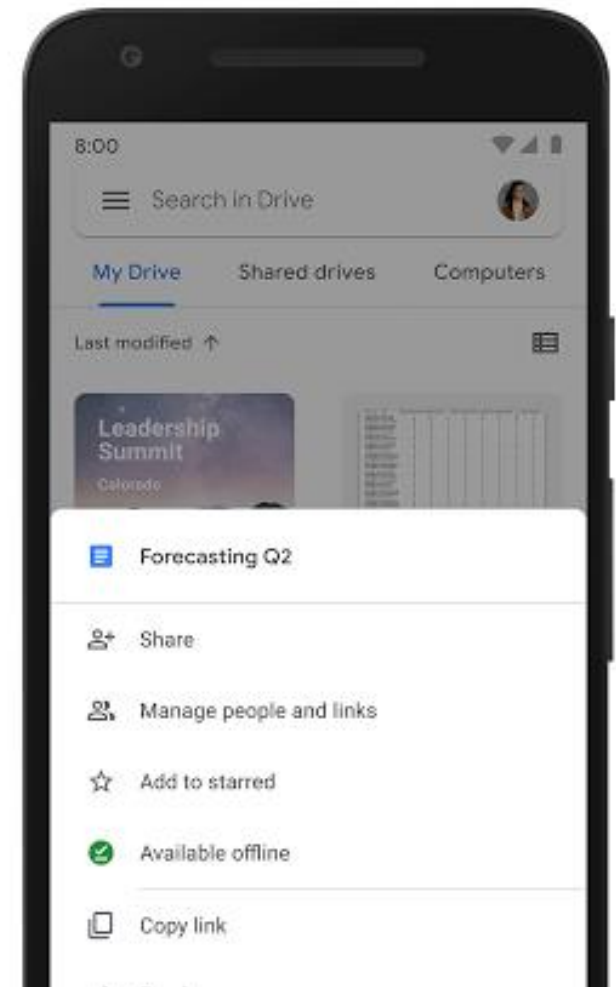 8:00
Search in Drive
My Drive Shared drives Computers
Last modified ↑
Leadership
Summit
Colorado
Forecasting Q2
Share
Manage people and links
Add to starred
Available offline
Copy link